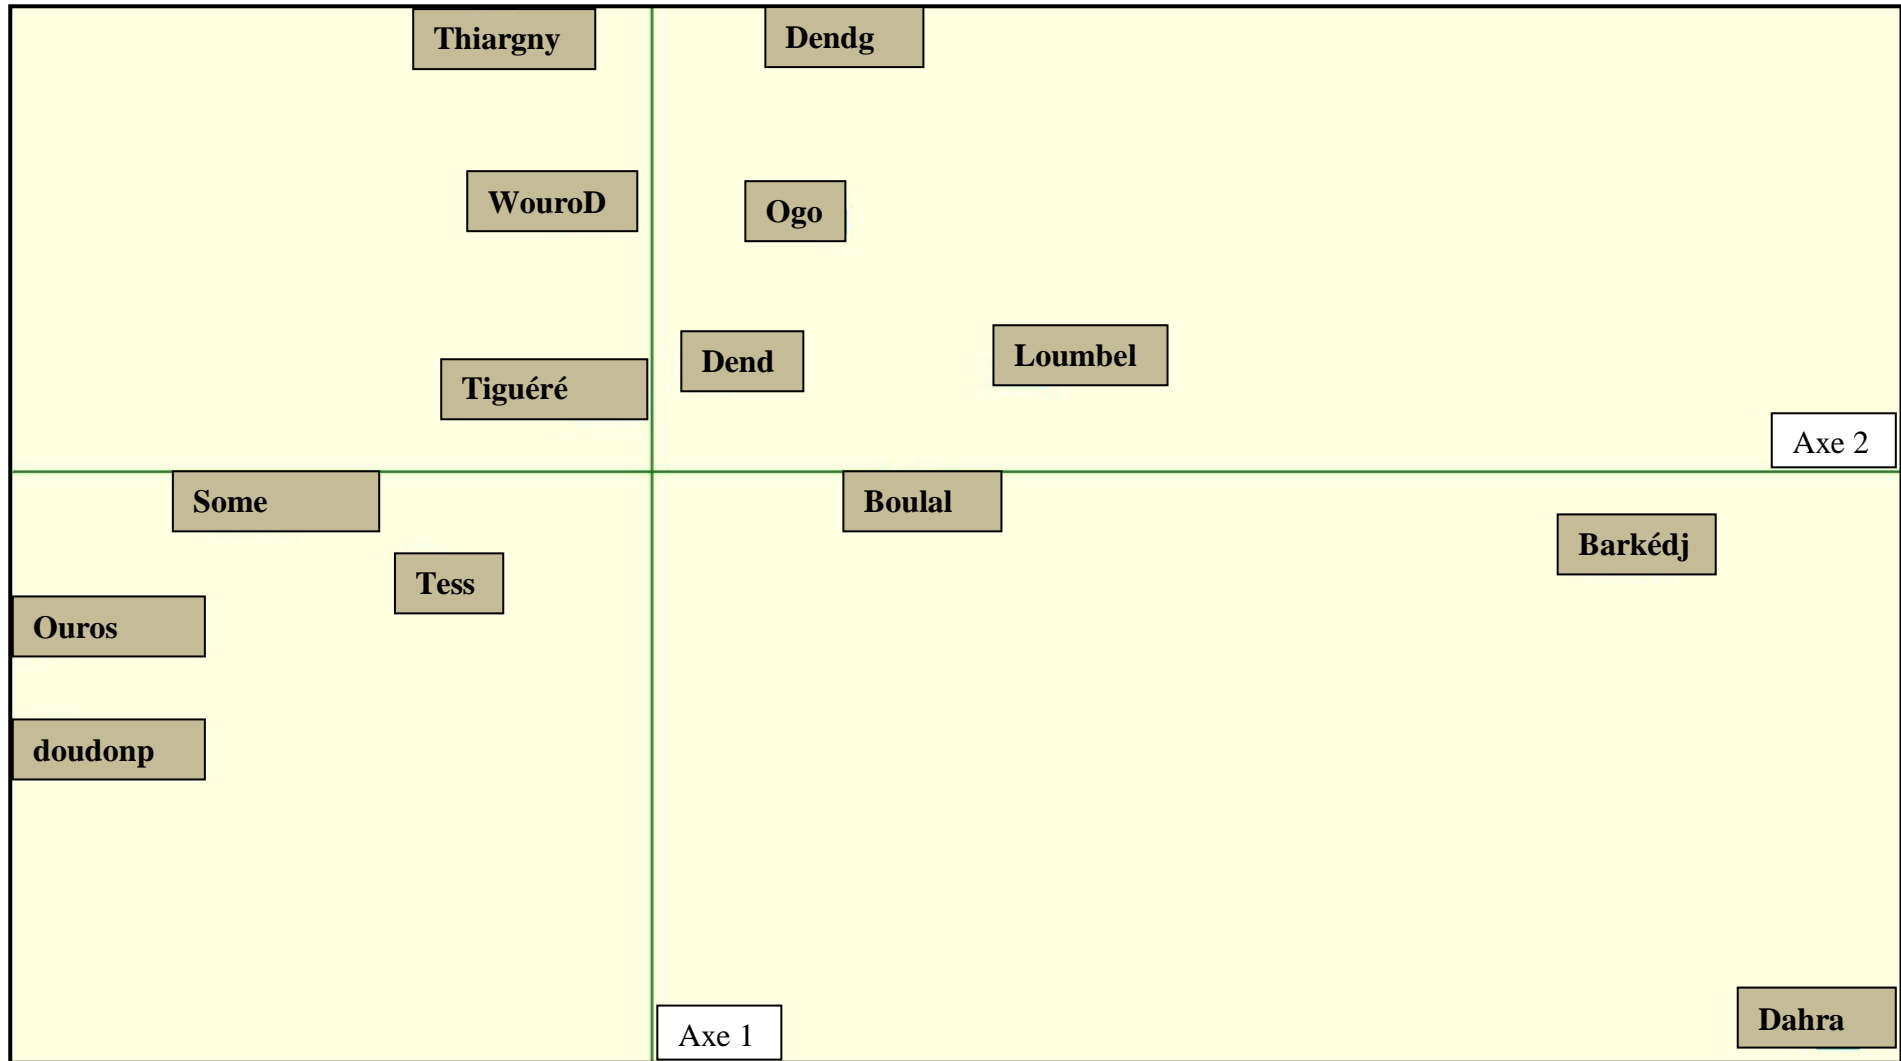 Thiargny
Dendg
WouroD
Ogo
Dend
Loumbel
Tiguéré
Axe 2
Some
Boulal
Barkédj
Tess
Ouros
doudonp
Dahra
Axe 1